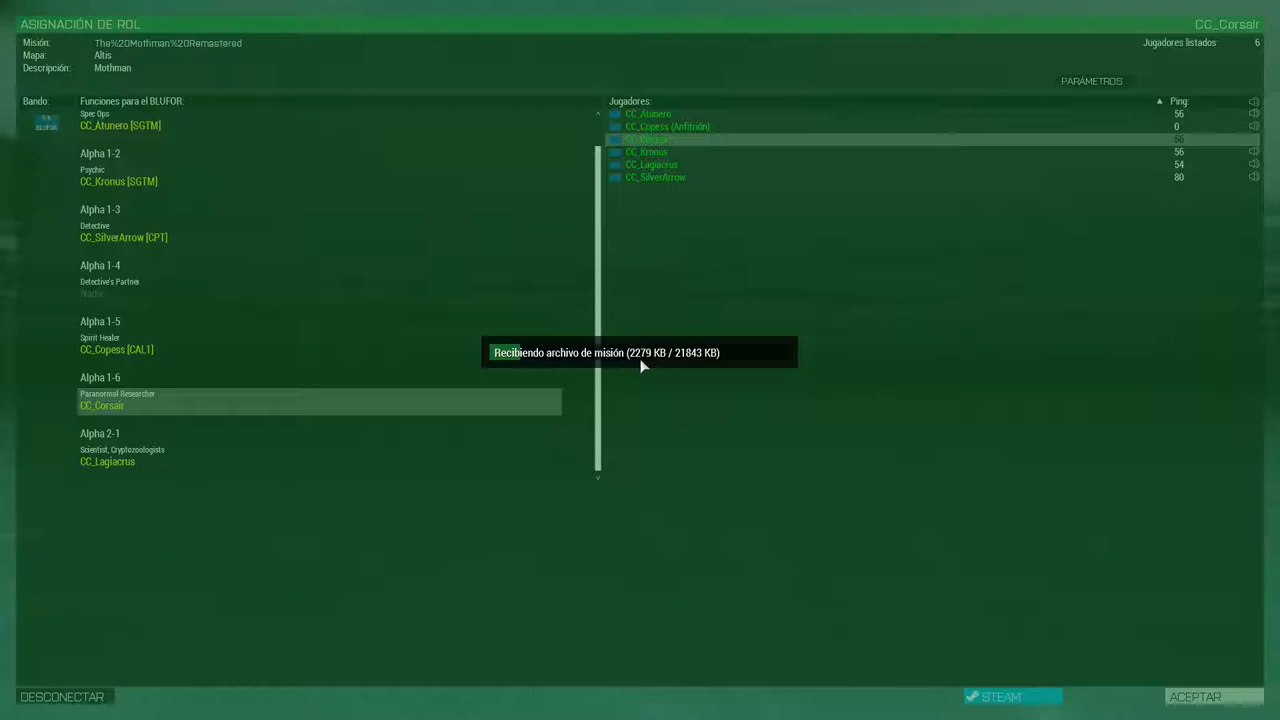 ASIGNACIÓN DE ROL
CC_Corsair
Misión: The%20Mothman%20Remastered
Jugadores listados: 6
Mapa: Altis
Descripción: Mothman
PARÁMETROS
Bando:
BLUFOR
Funciones para el BLUFOR:
Spec Ops
CC_Atunero [SGTM]
Alpha 1-2
Psychic
CC_Kronus [SGTM]
Alpha 1-3
Detective
CC_SilverArrow [CPT]
Alpha 1-4
Detective's Partner
Nadie
Alpha 1-5
Spirit Healer
CC_Copess [CAL1]
Alpha 1-6
Paranormal Researcher
CC_Corsair
Alpha 2-1
Scientist, Cryptozoologists
CC_Lagiacrus
Jugadores: Ping:
CC_Atunero 56
CC_Copess (Anfitrión) 0
CC_Corsair 56
CC_Kronus 56
CC_Lagiacrus 54
CC_SilverArrow 80
Recibiendo archivo de misión (2279 KB / 21843 KB)
DESCONECTAR
STEAM
ACEPTAR